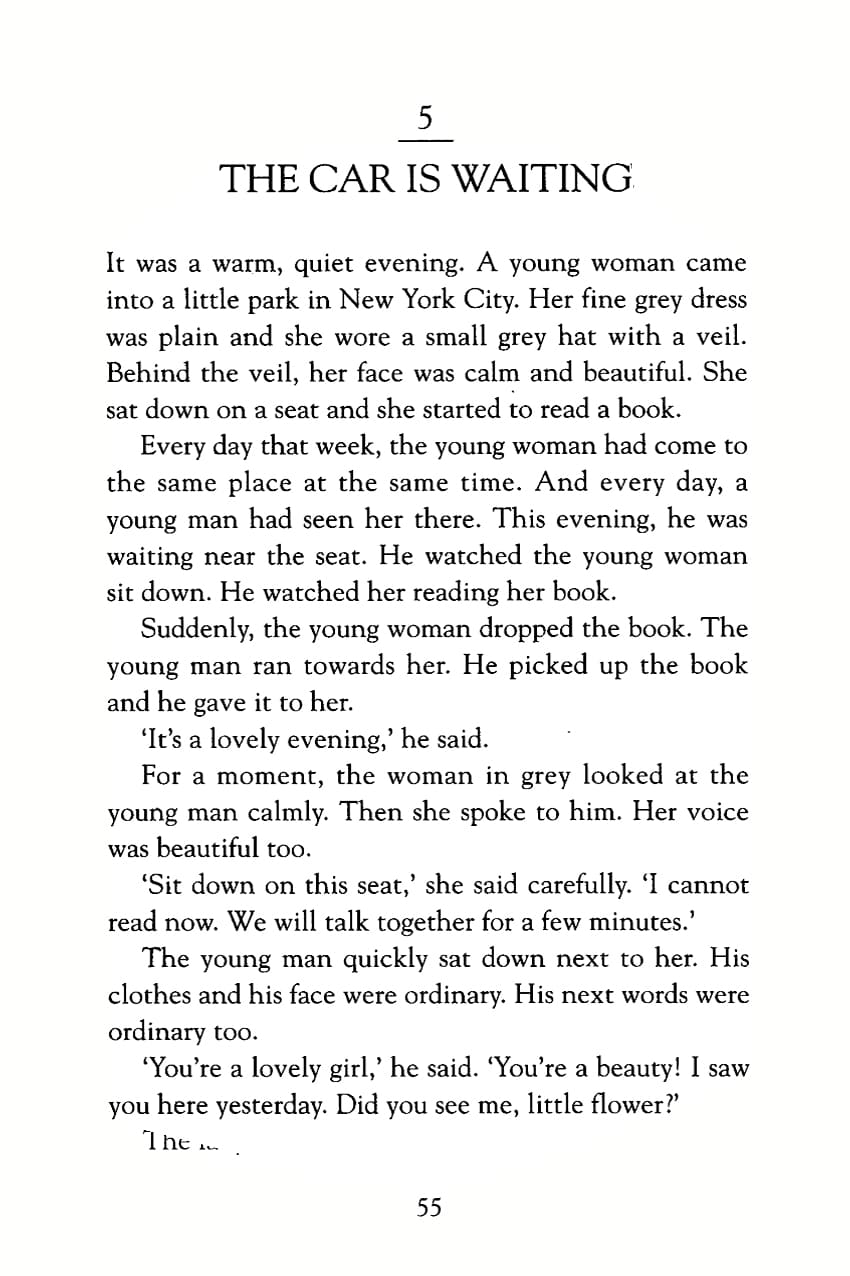 5
THE CAR IS WAITING
It was a warm, quiet evening. A young woman came
into a little park in New York City. Her fine grey dress
was plain and she wore a small grey hat with a veil.
Behind the veil, her face was calm and beautiful. She
sat down on a seat and she started to read a book.
Every day that week, the young woman had come to
the same place at the same time. And every day, a
young man had seen her there. This evening, he was
waiting near the seat. He watched the young woman
sit down. He watched her reading her book.
Suddenly, the young woman dropped the book. The
young man ran towards her. He picked up the book
and he gave it to her.
‘It’s a lovely evening,’ he said.
For a moment, the woman in grey looked at the
young man calmly. Then she spoke to him. Her voice
was beautiful too.
‘Sit down on this seat,’ she said carefully. ‘I cannot
read now. We will talk together for a few minutes.’
The young man quickly sat down next to her. His
clothes and his face were ordinary. His next words were
ordinary too.
‘You’re a lovely girl,’ he said. ‘You’re a beauty! I saw
you here yesterday. Did you see me, little flower?’
The
55